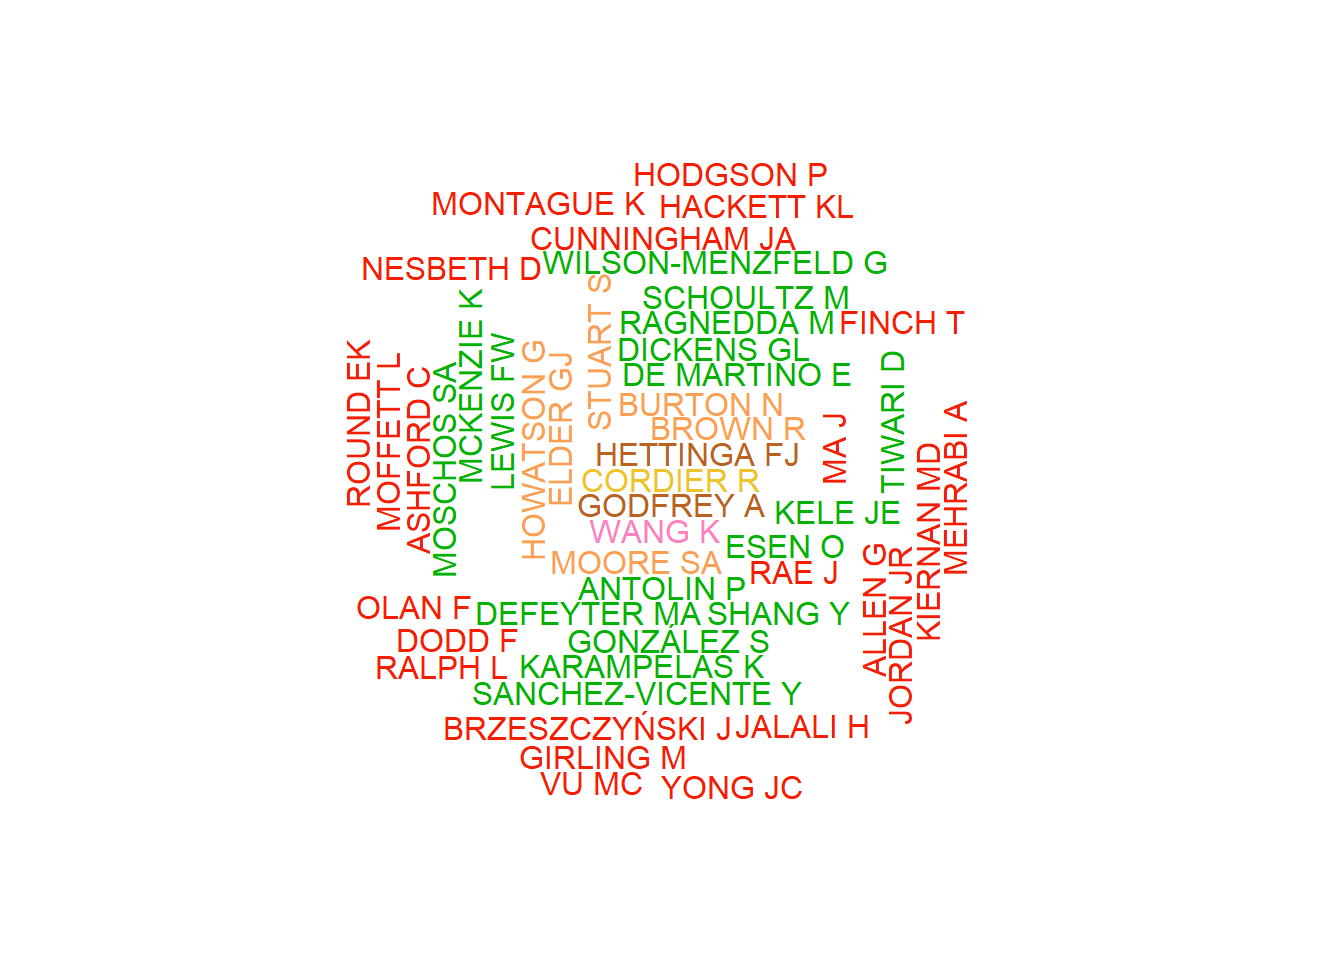 HODGSON P
MONTAGUE K
HACKETT KL
CUNNINGHAM JA
WILSON-MENZFELD G
NESBETH D
STUART S
SCHOULTZ M
RAGNEDDA M
FINCH T
DICKENS GL
DE MARTINO E
ROUND EK
MOFFETT L
ASHFORD C
MOSCHOS SA
MCKENZIE K
LEWIS FW
HOWATSON G
ELDER GJ
BURTON N
BROWN R
HETTINGA FJ
CORDIER R
GODFREY A
WANG K
MA J
TIWARI D
KIERNAN MD
MEHRABI A
KELE JE
ESEN O
MOORE SA
RAE J
ALLEN G
JORDAN JR
ANTOLIN P
OLAN F
DEFEYTER MA
SHANG Y
DODD F
GONZÁLEZ S
RALPH L
KARAMPELAS K
SANCHEZ-VICENTE Y
BRZESZCZYŃSKI J
JALALI H
GIRLING M
VU MC
YONG JC